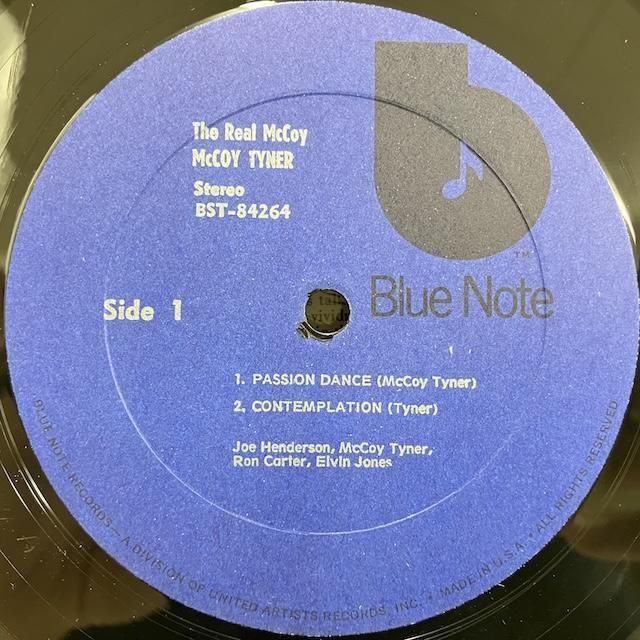 The Real McCoy
McCOY TYNER
Stereo
BST-84264
TM
Blue Note
Side 1
1. PASSION DANCE (McCoy Tyner)
2. CONTEMPLATION (Tyner)
Joe Henderson, McCoy Tyner,
Ron Carter, Elvin Jones
BLUE NOTE RECORDS—A DIVISION OF UNITED ARTISTS RECORDS, INC. • MADE IN U.S.A. • ALL RIGHTS RESERVED